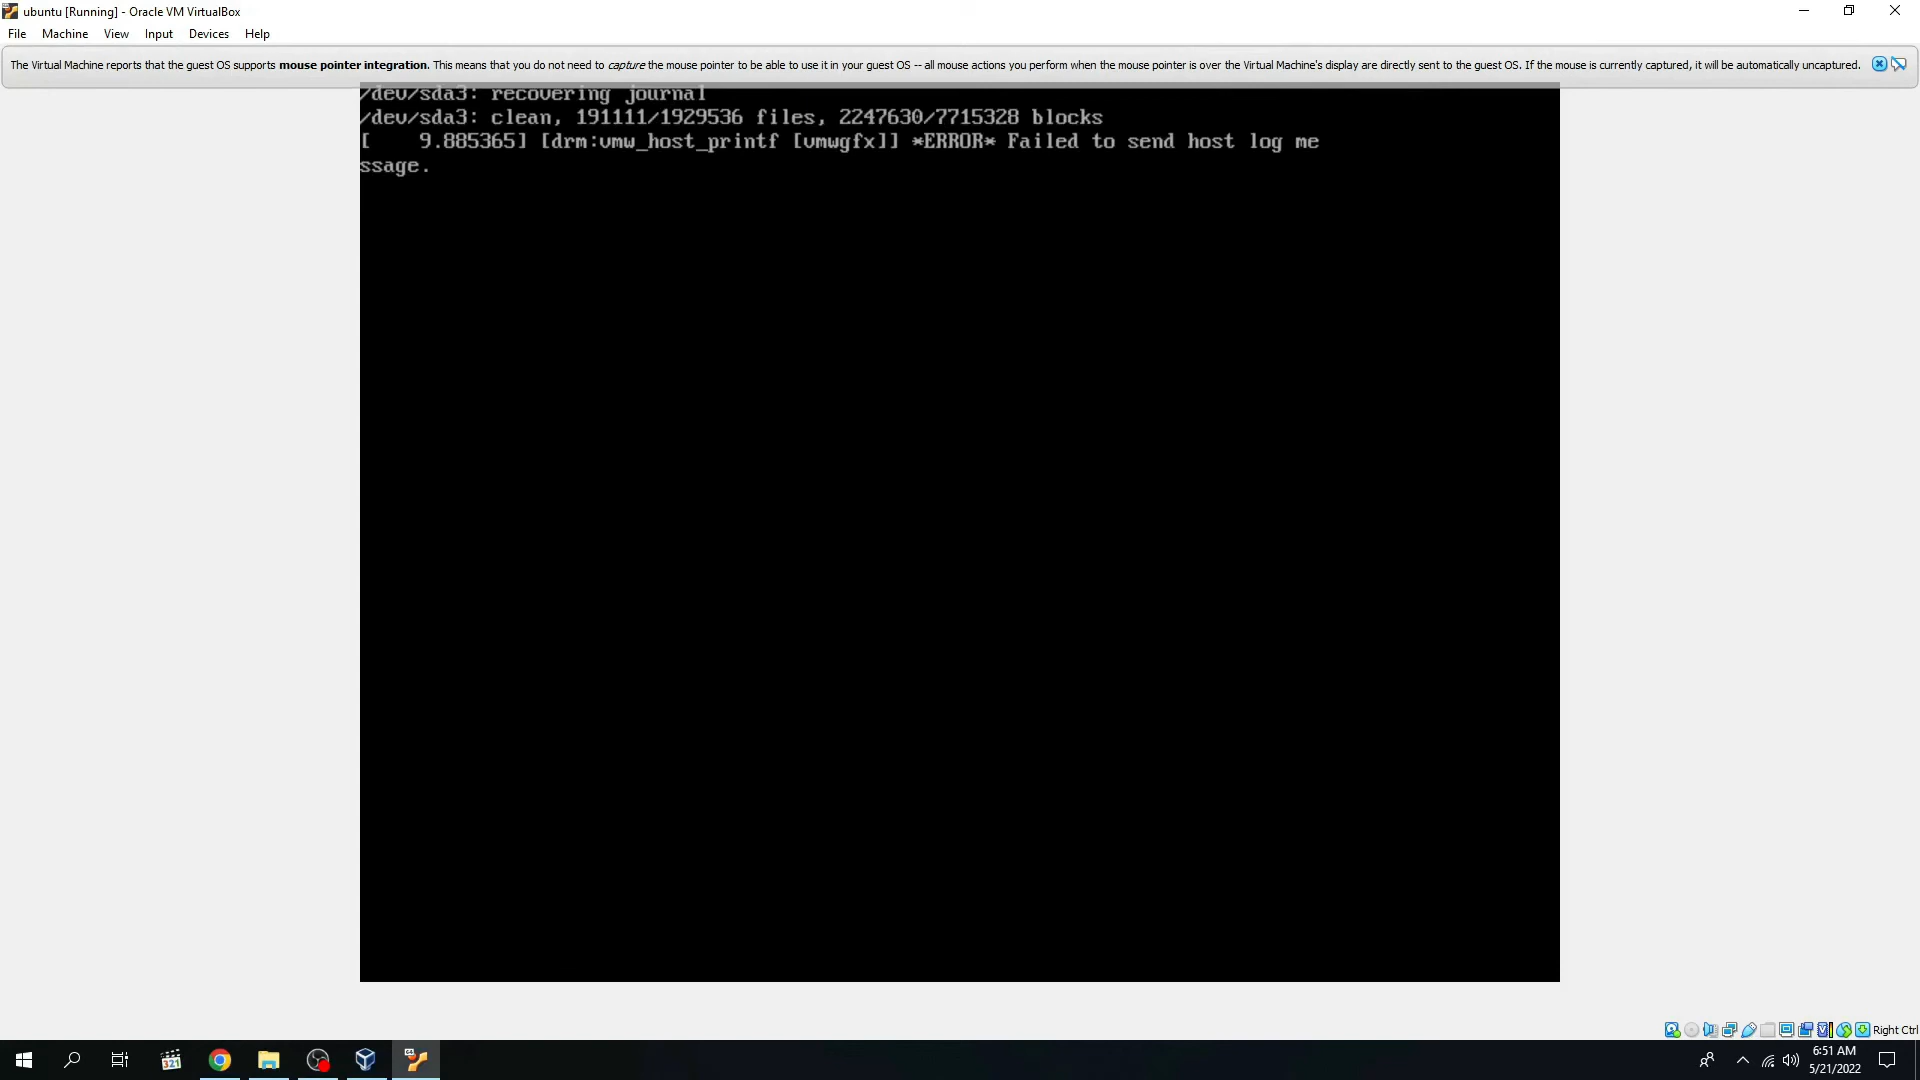 ubuntu [Running] - Oracle VM VirtualBox
File Machine View Input Devices Help
The Virtual Machine reports that the guest OS supports mouse pointer integration. This means that you do not need to capture the mouse pointer to be able to use it in your guest OS -- all mouse actions you perform when the mouse pointer is over the Virtual Machine's display are directly sent to the guest OS. If the mouse is currently captured, it will be automatically uncaptured.
/dev/sda3: recovering journal
/dev/sda3: clean, 191111/1929536 files, 2247630/7715328 blocks
[    9.885365] [drm:vmw_host_printf [vmwgfx]] *ERROR* Failed to send host log me
ssage.
Right Ctrl
321
6:51 AM
5/21/2022